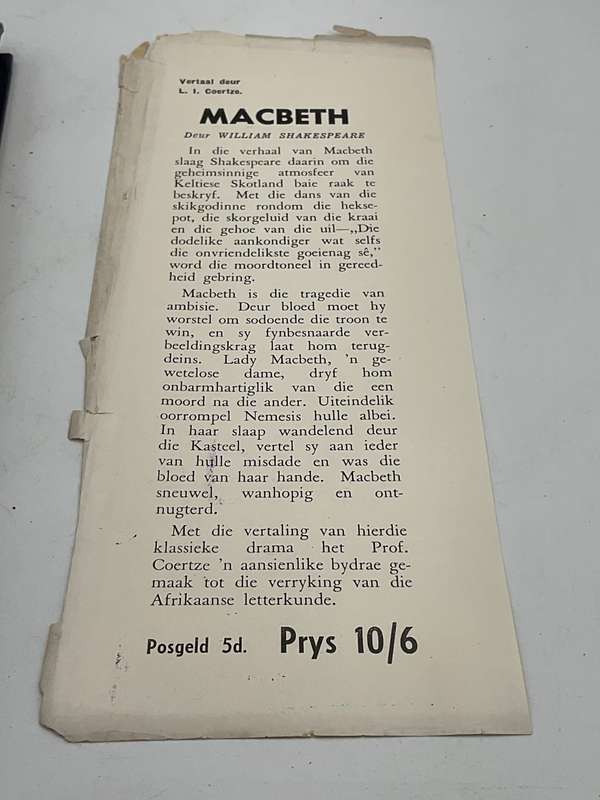 Vertaal deur
L. I. Coertze.
MACBETH
Deur WILLIAM SHAKESPEARE
In die verhaal van Macbeth
slaag Shakespeare daarin om die
geheimsinnige atmosfeer van
Keltiese Skotland baie raak te
beskryf. Met die dans van die
skikgodinne rondom die hekse-
pot, die skorgeluid van die kraai
en die gehoe van die uil—„Die
dodelike aankondiger wat selfs
die onvriendelikste goeienag sê,”
word die moordtoneel in gereed-
heid gebring.
Macbeth is die tragedie van
ambisie. Deur bloed moet hy
worstel om sodoende die troon te
win, en sy fynbesnaarde ver-
beeldingskrag laat hom terug-
deins. Lady Macbeth, 'n ge-
wetelose dame, dryf hom
onbarmhartiglik van die een
moord na die ander. Uiteindelik
oorrompel Nemesis hulle albei.
In haar slaap wandelend deur
die Kasteel, vertel sy aan ieder
van hulle misdade en was die
bloed van haar hande. Macbeth
sneuwel, wanhopig en ont-
nugterd.
Met die vertaling van hierdie
klassieke drama het Prof.
Coertze 'n aansienlike bydrae ge-
maak tot die verryking van die
Afrikaanse letterkunde.
Posgeld 5d. Prys 10/6